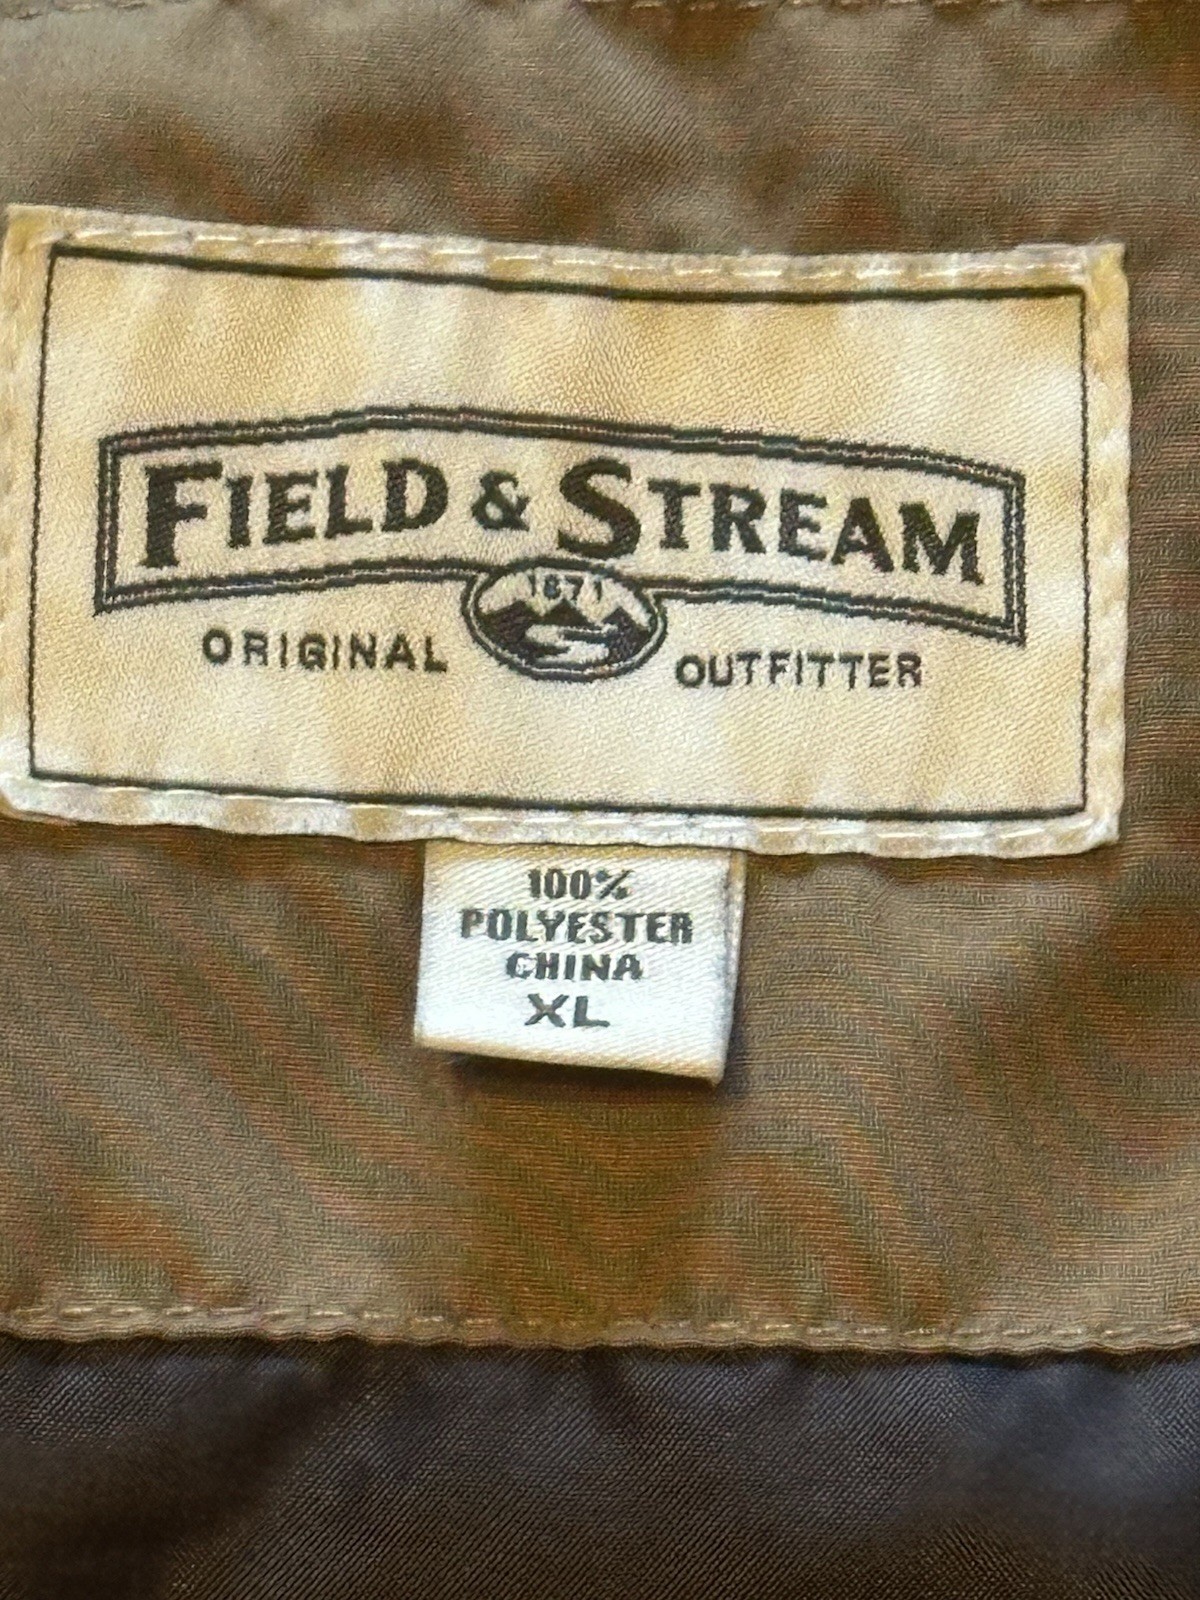 FIELD & STREAM
1871
ORIGINAL OUTFITTER
100%
POLYESTER
CHINA
XL